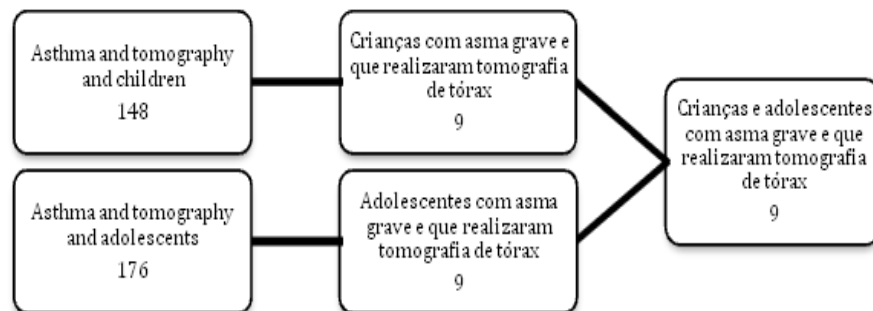 Asthma and tomography
and children
148
Crianças com asma grave e
que realizaram tomografia
de tórax
9
Asthma and tomography
and adolescents
176
Adolescentes com asma
grave e que realizaram
tomografia de tórax
9
Crianças e adolescentes
com asma grave e que
realizaram tomografia
de tórax
9